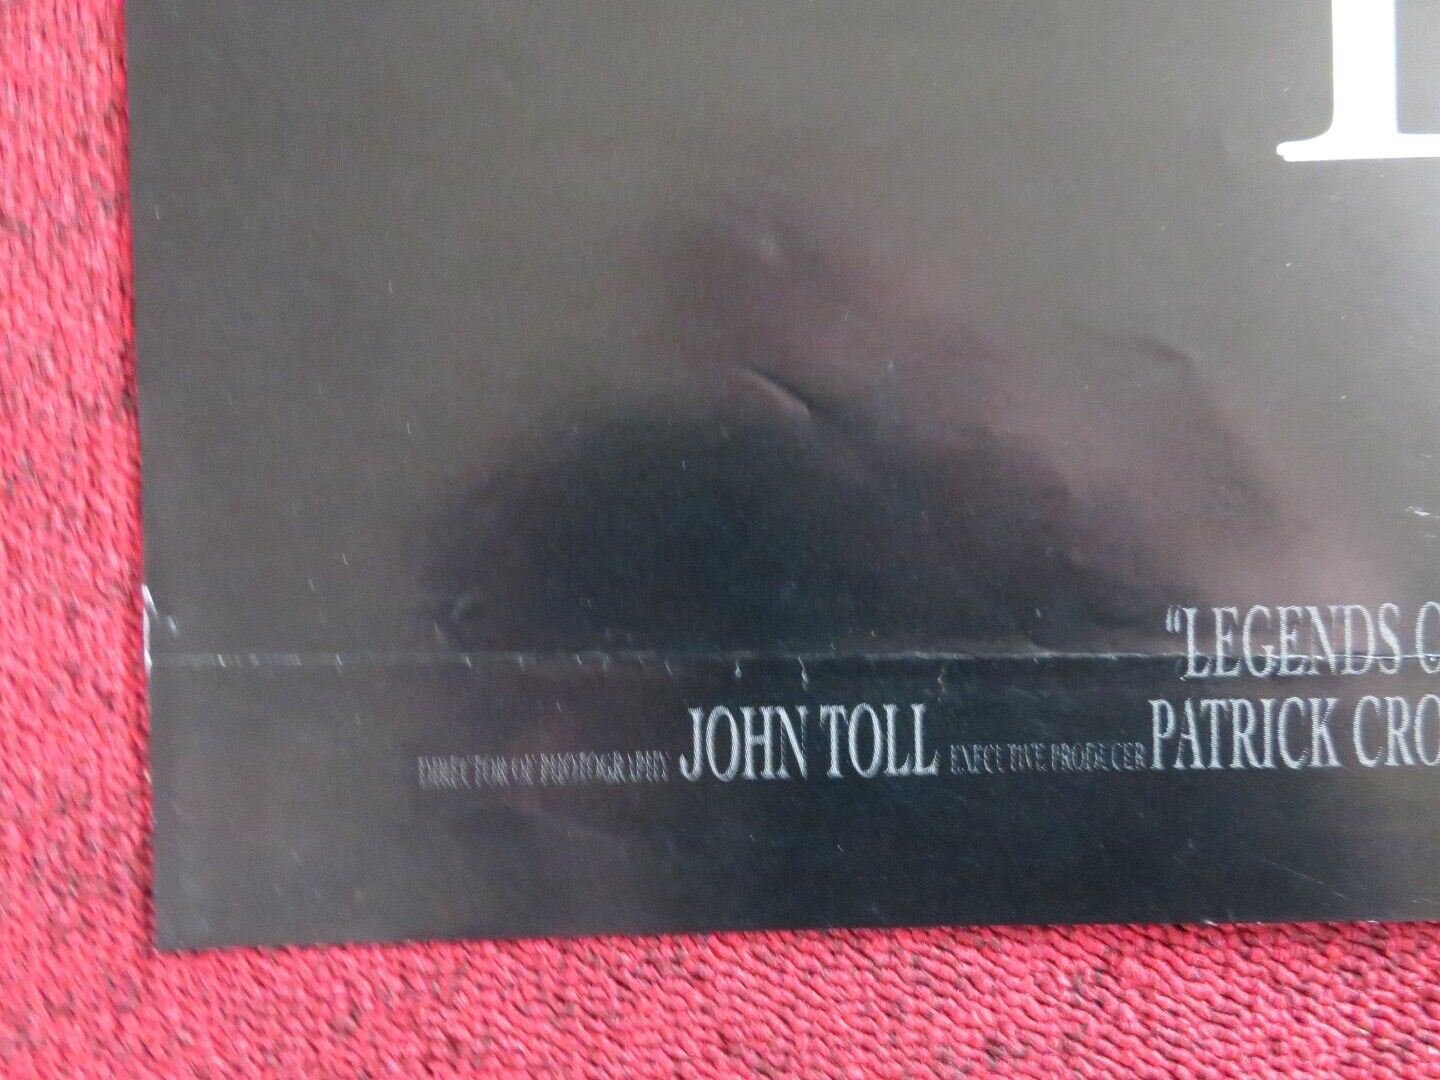 "LEGENDS O
DIRECTOR OF PHOTOGRAPHY JOHN TOLL EXECUTIVE PRODUCER PATRICK CRO